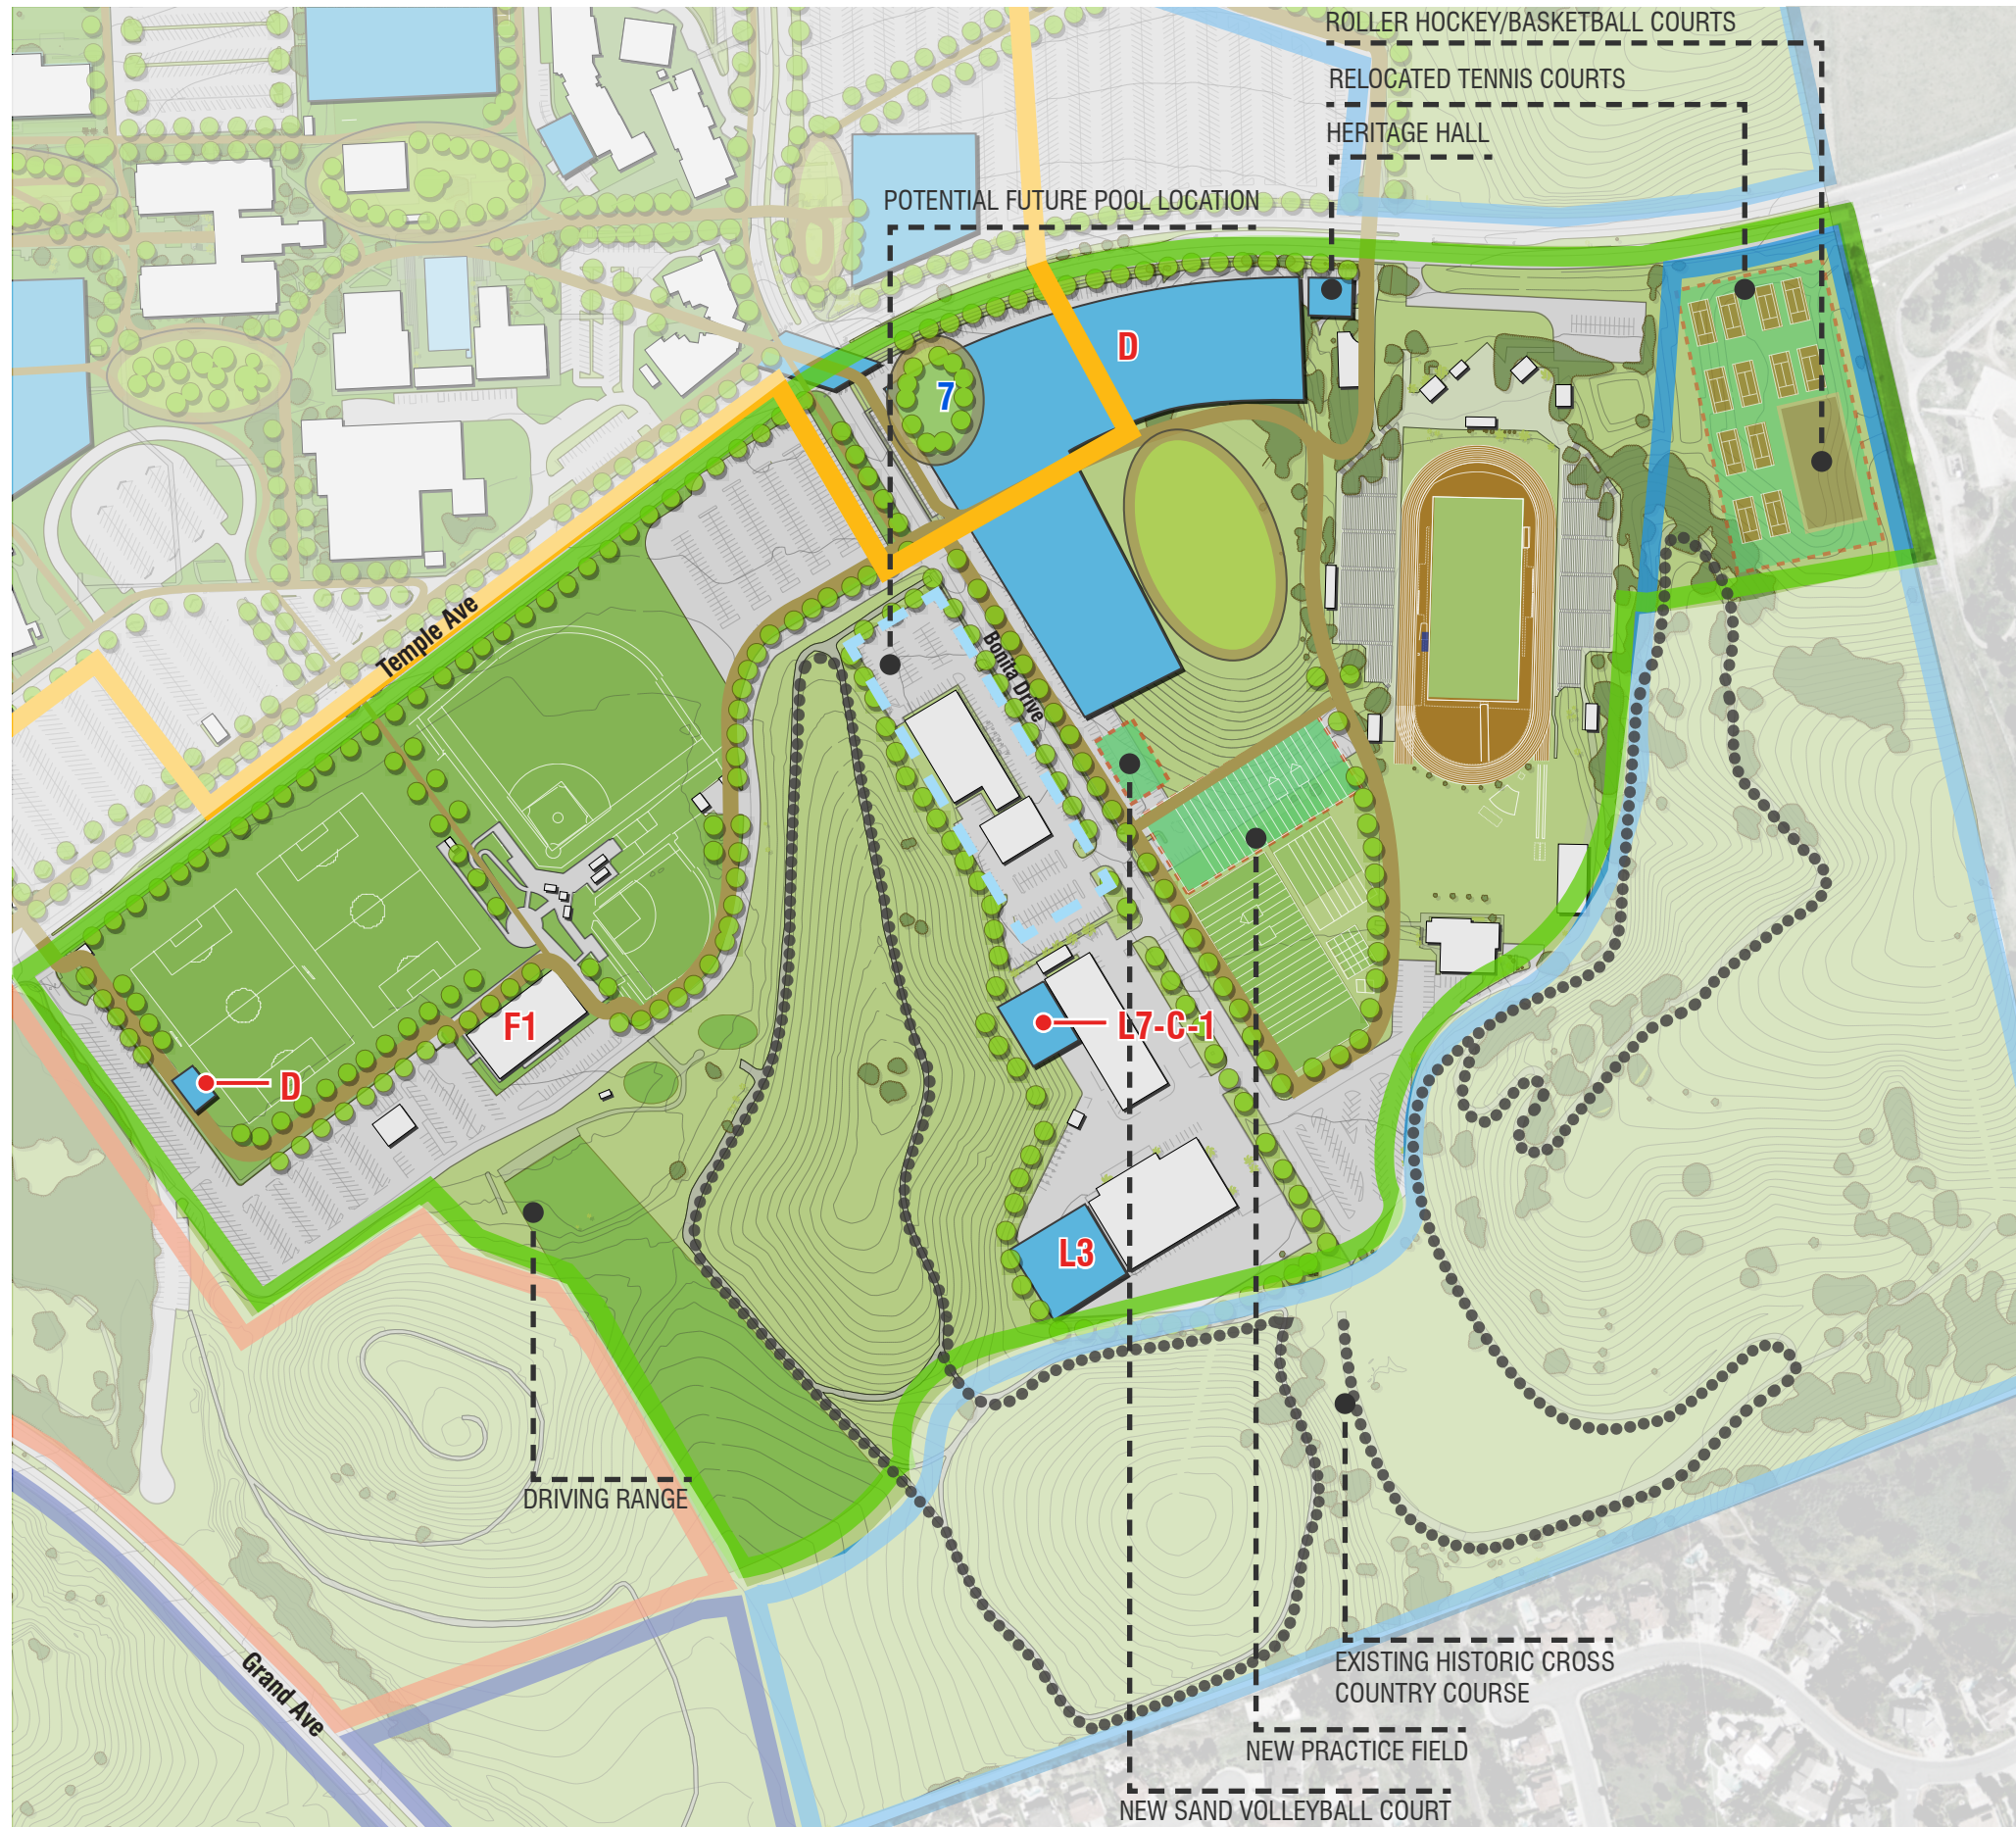 ROLLER HOCKEY/BASKETBALL COURTS
RELOCATED TENNIS COURTS
HERITAGE HALL
POTENTIAL FUTURE POOL LOCATION
D
7
Temple Ave
Bonita Drive
F1
L7-C-1
D
L3
DRIVING RANGE
Grand Ave
EXISTING HISTORIC CROSS
COUNTRY COURSE
NEW PRACTICE FIELD
NEW SAND VOLLEYBALL COURT